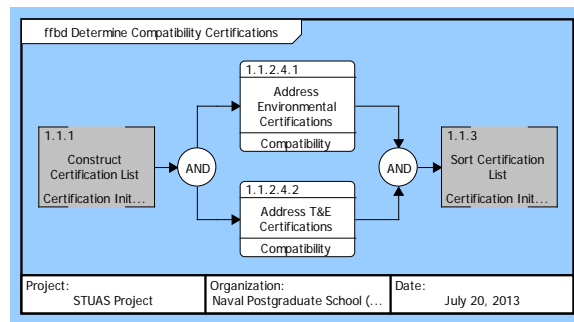 ffbd Determine Compatibility Certifications
1.1.2.4.1
Address
Environmental
Certifications
Compatibility
1.1.1
Construct
Certification List
Certification Init...
AND
AND
1.1.3
Sort Certification
List
Certification Init...
1.1.2.4.2
Address T&E
Certifications
Compatibility
Project:
STUAS Project
Organization:
Naval Postgraduate School (...
Date:
July 20, 2013